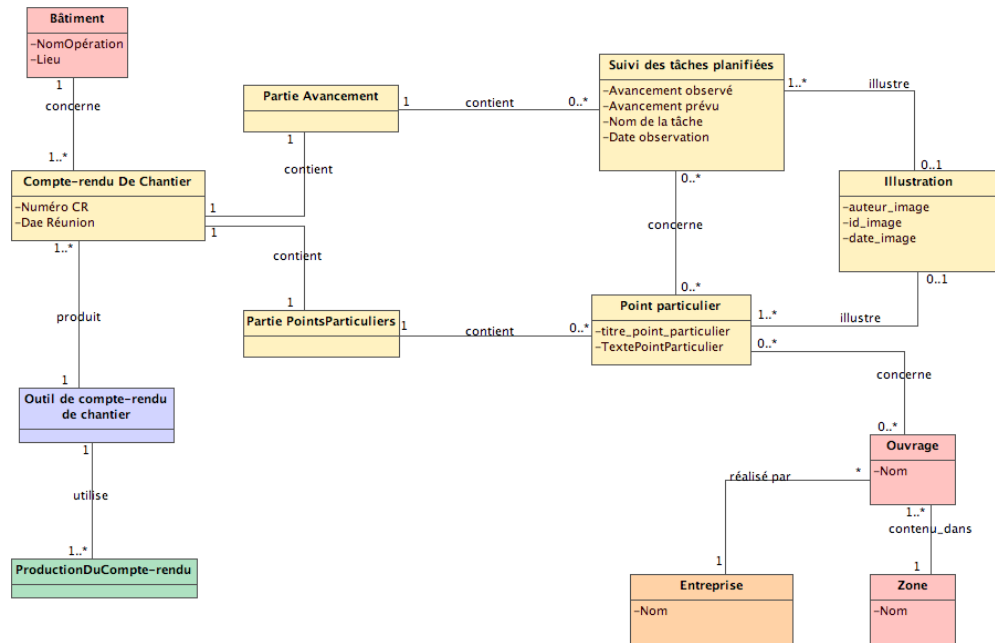 Bâtiment
-NomOpération
-Lieu
1
concerne
1..*
Compte-rendu De Chantier
-Numéro CR
-Dae Réunion
1
1
1..*
produit
1
Outil de compte-rendu
de chantier
1
utilise
1..*
ProductionDuCompte-rendu
Partie Avancement
1
1
contient
contient
1
Partie PointsParticuliers
1
contient
0..*
contient
0..*
Suivi des tâches planifiées
-Avancement observé
-Avancement prévu
-Nom de la tâche
-Date observation
1..*
illustre
0..1
0..*
concerne
0..*
Illustration
-auteur_image
-id_image
-date_image
0..1
Point particulier
-titre_point_particulier
-TextePointParticulier
1..*
illustre
0..*
concerne
0..*
Ouvrage
-Nom
*
réalisé par
1
1..*
contenu_dans
1
Entreprise
-Nom
Zone
-Nom